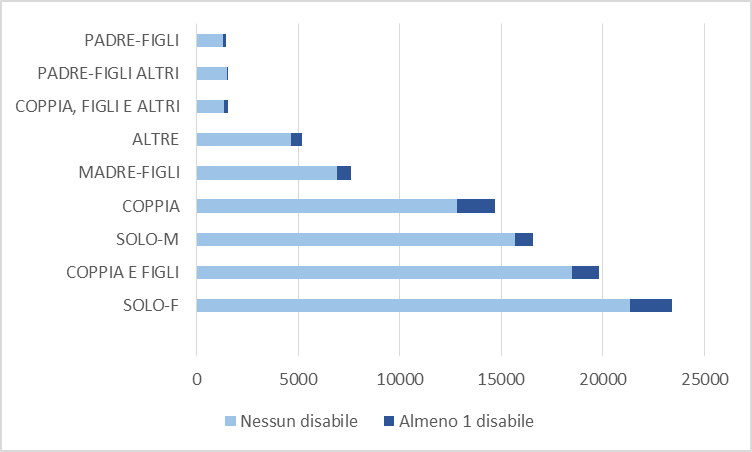 PADRE-FIGLI
PADRE-FIGLI ALTRI
COPPIA, FIGLI E ALTRI
ALTRE
MADRE-FIGLI
COPPIA
SOLO-M
COPPIA E FIGLI
SOLO-F
0 5000 10000 15000 20000 25000
Nessun disabile Almeno 1 disabile